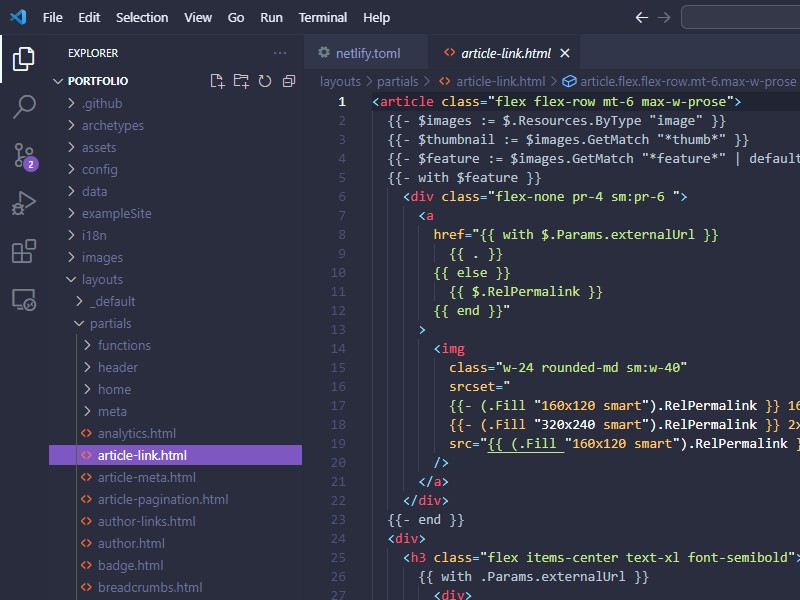 File Edit Selection View Go Run Terminal Help
EXPLORER
PORTFOLIO
.github
archetypes
assets
config
data
exampleSite
i18n
images
layouts
_default
partials
functions
header
home
meta
analytics.html
article-link.html
article-meta.html
article-pagination.html
author-links.html
author.html
badge.html
breadcrumbs.html
2
netlify.toml article-link.html
layouts > partials > article-link.html > article.flex.flex-row.mt-6.max-w-prose
1 <article class="flex flex-row mt-6 max-w-prose">
2 {{- $images := $.Resources.ByType "image" }}
3 {{- $thumbnail := $images.GetMatch "*thumb*" }}
4 {{- $feature := $images.GetMatch "*feature*" | default
5 {{- with $feature }}
6 <div class="flex-none pr-4 sm:pr-6 ">
7 <a
8 href="{{ with $.Params.externalUrl }}
9 {{ . }}
10 {{ else }}
11 {{ $.RelPermalink }}
12 {{ end }}"
13 >
14 <img
15 class="w-24 rounded-md sm:w-40"
16 srcset="
17 {{- (.Fill "160x120 smart").RelPermalink }} 16
18 {{- (.Fill "320x240 smart").RelPermalink }} 2x
19 src="{{ (.Fill "160x120 smart").RelPermalink }
20 />
21 </a>
22 </div>
23 {{- end }}
24 <div>
25 <h3 class="flex items-center text-xl font-semibold">
26 {{ with .Params.externalUrl }}
27 <div>